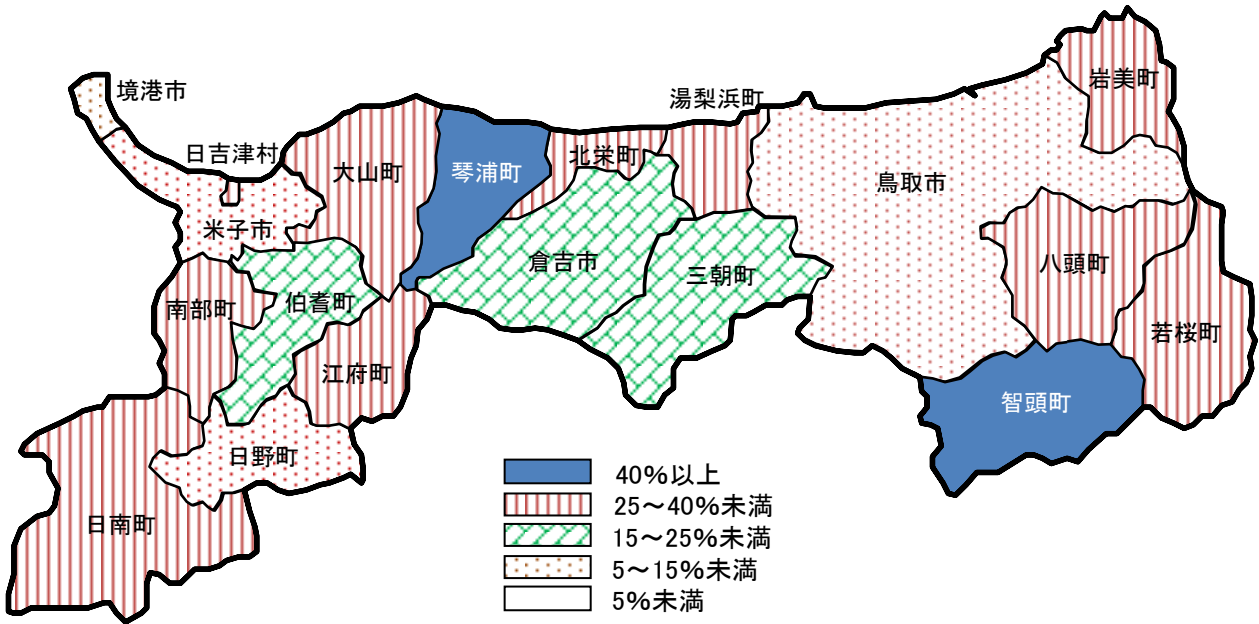 境港市
湯梨浜町
岩美町
日吉津村
大山町
琴浦町
北栄町
鳥取市
米子市
倉吉市
三朝町
八頭町
南部町
伯耆町
若桜町
江府町
智頭町
日野町
日南町
40%以上
25～40%未満
15～25%未満
5～15%未満
5%未満